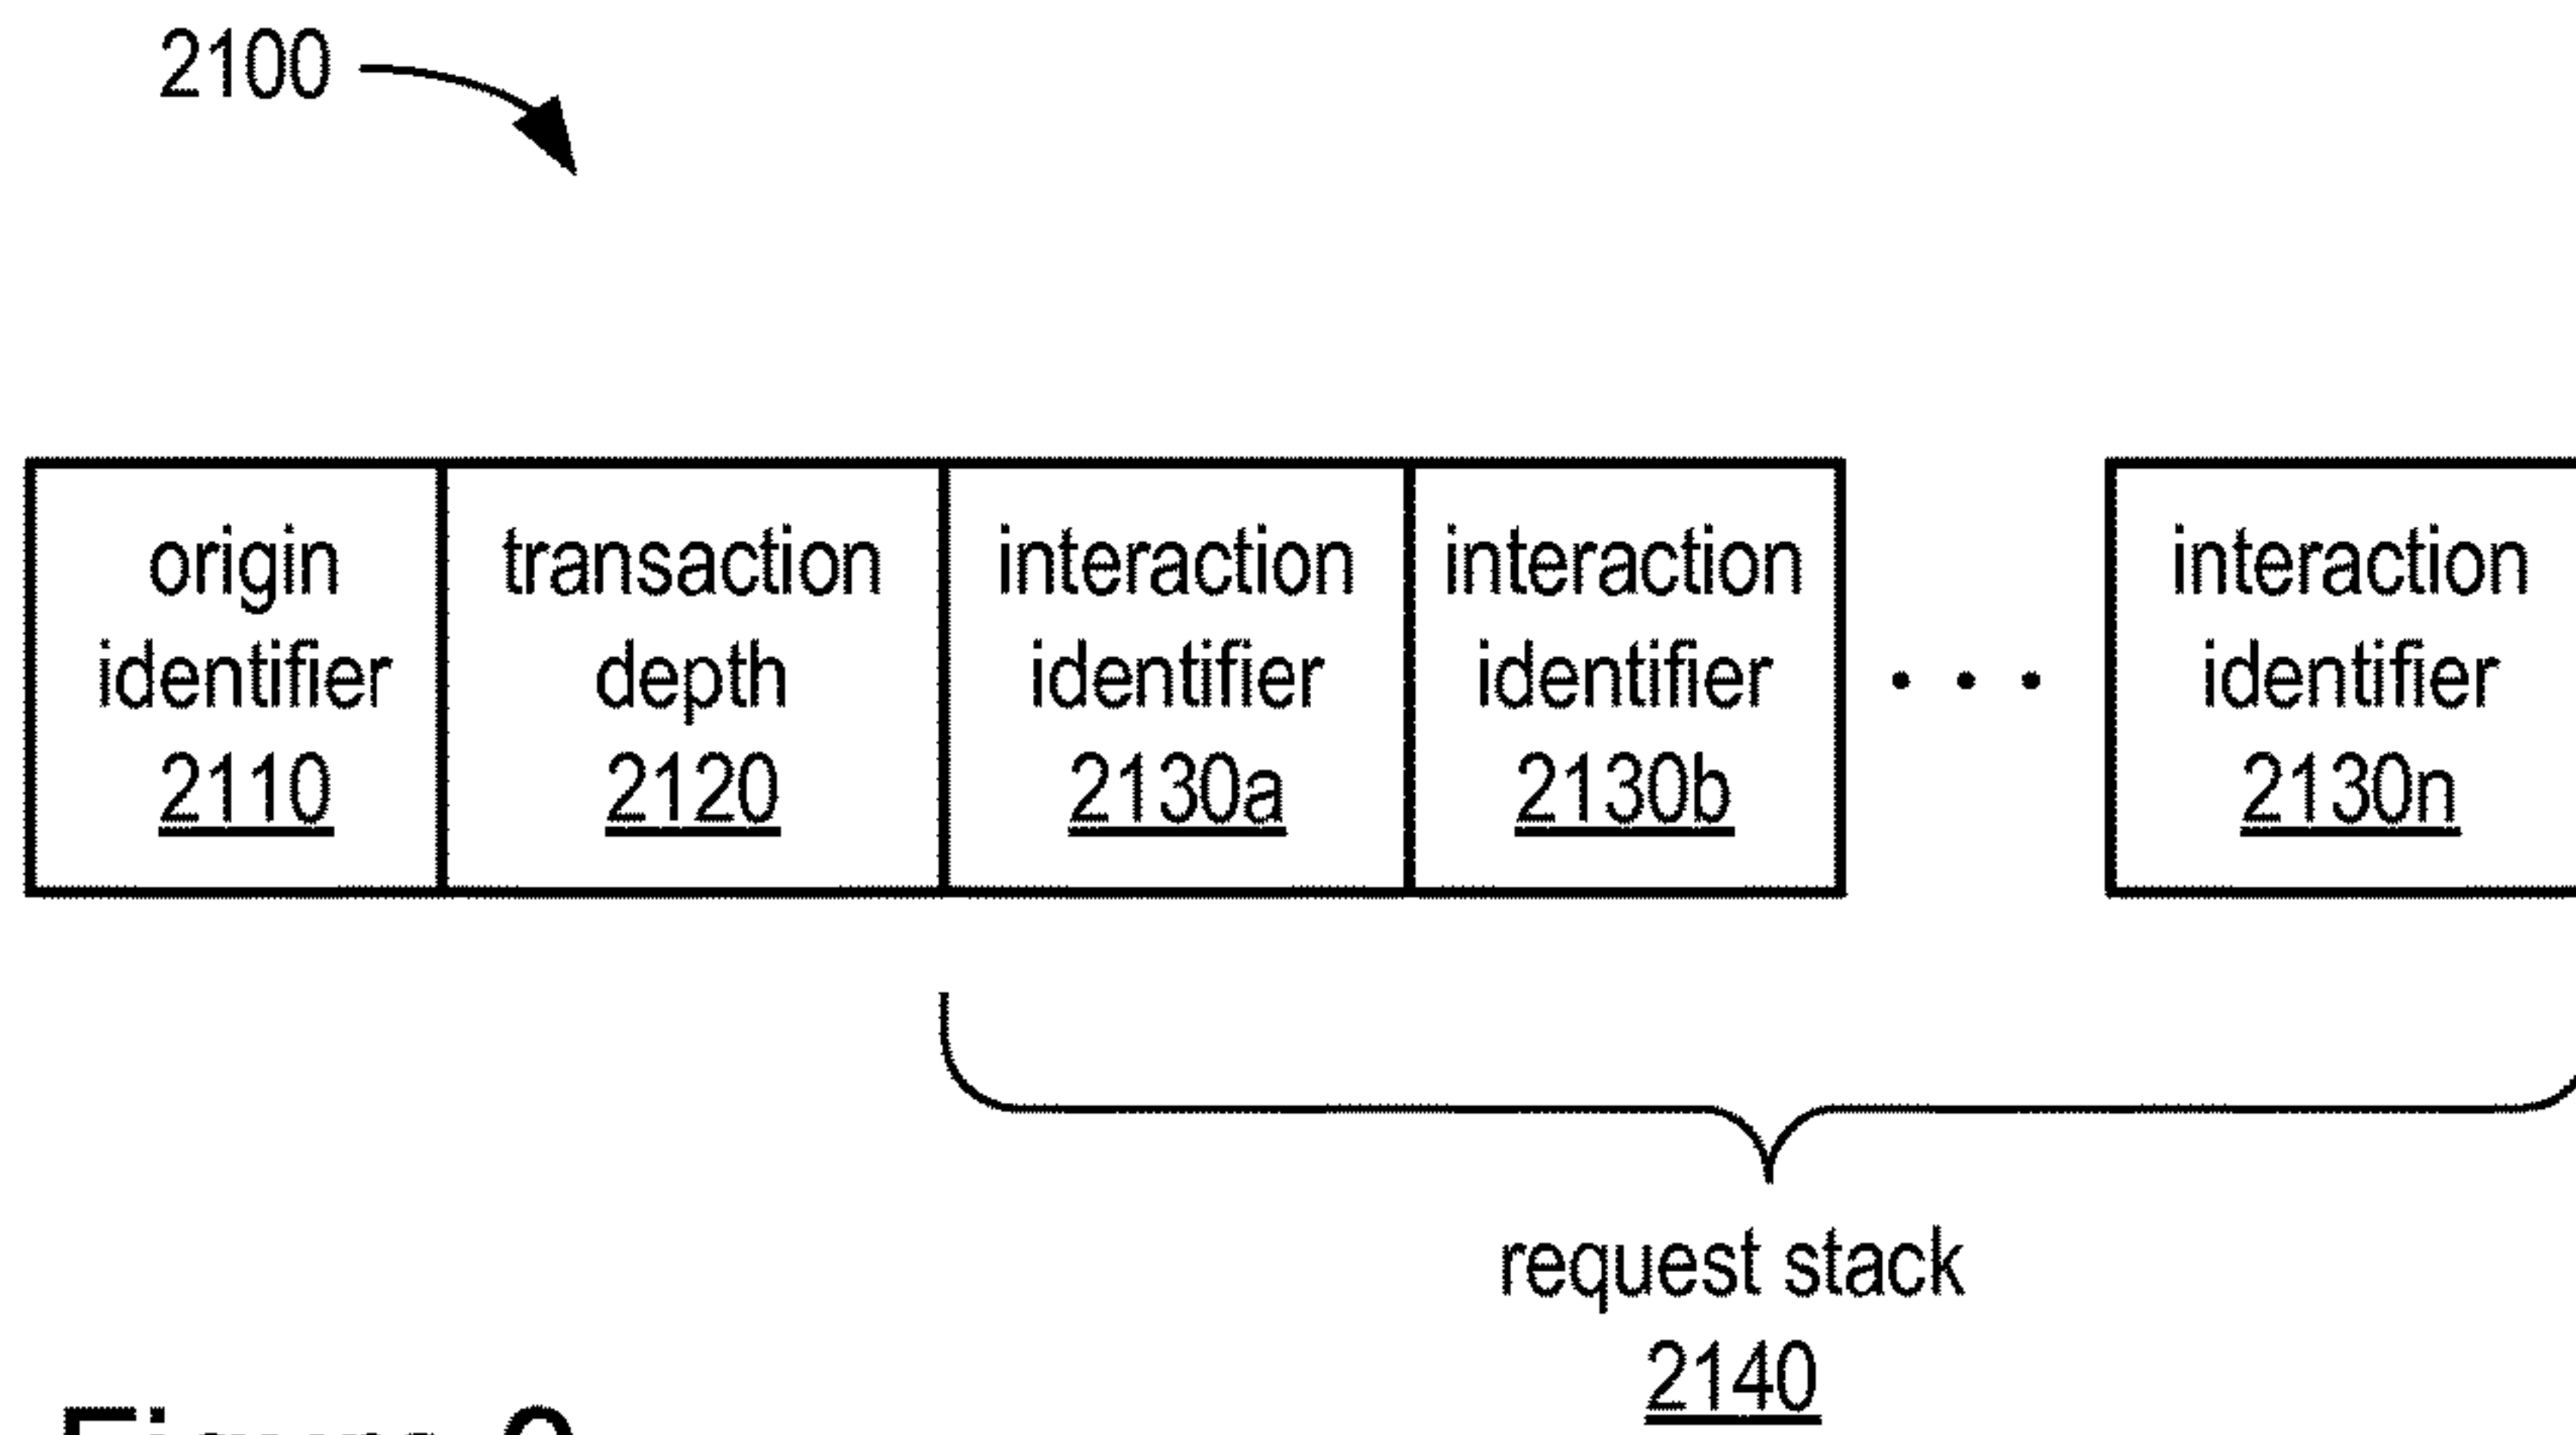 2100
origin
identifier
2110
transaction
depth
2120
interaction
identifier
2130a
interaction
identifier
2130b
interaction
identifier
2130n
request stack
2140